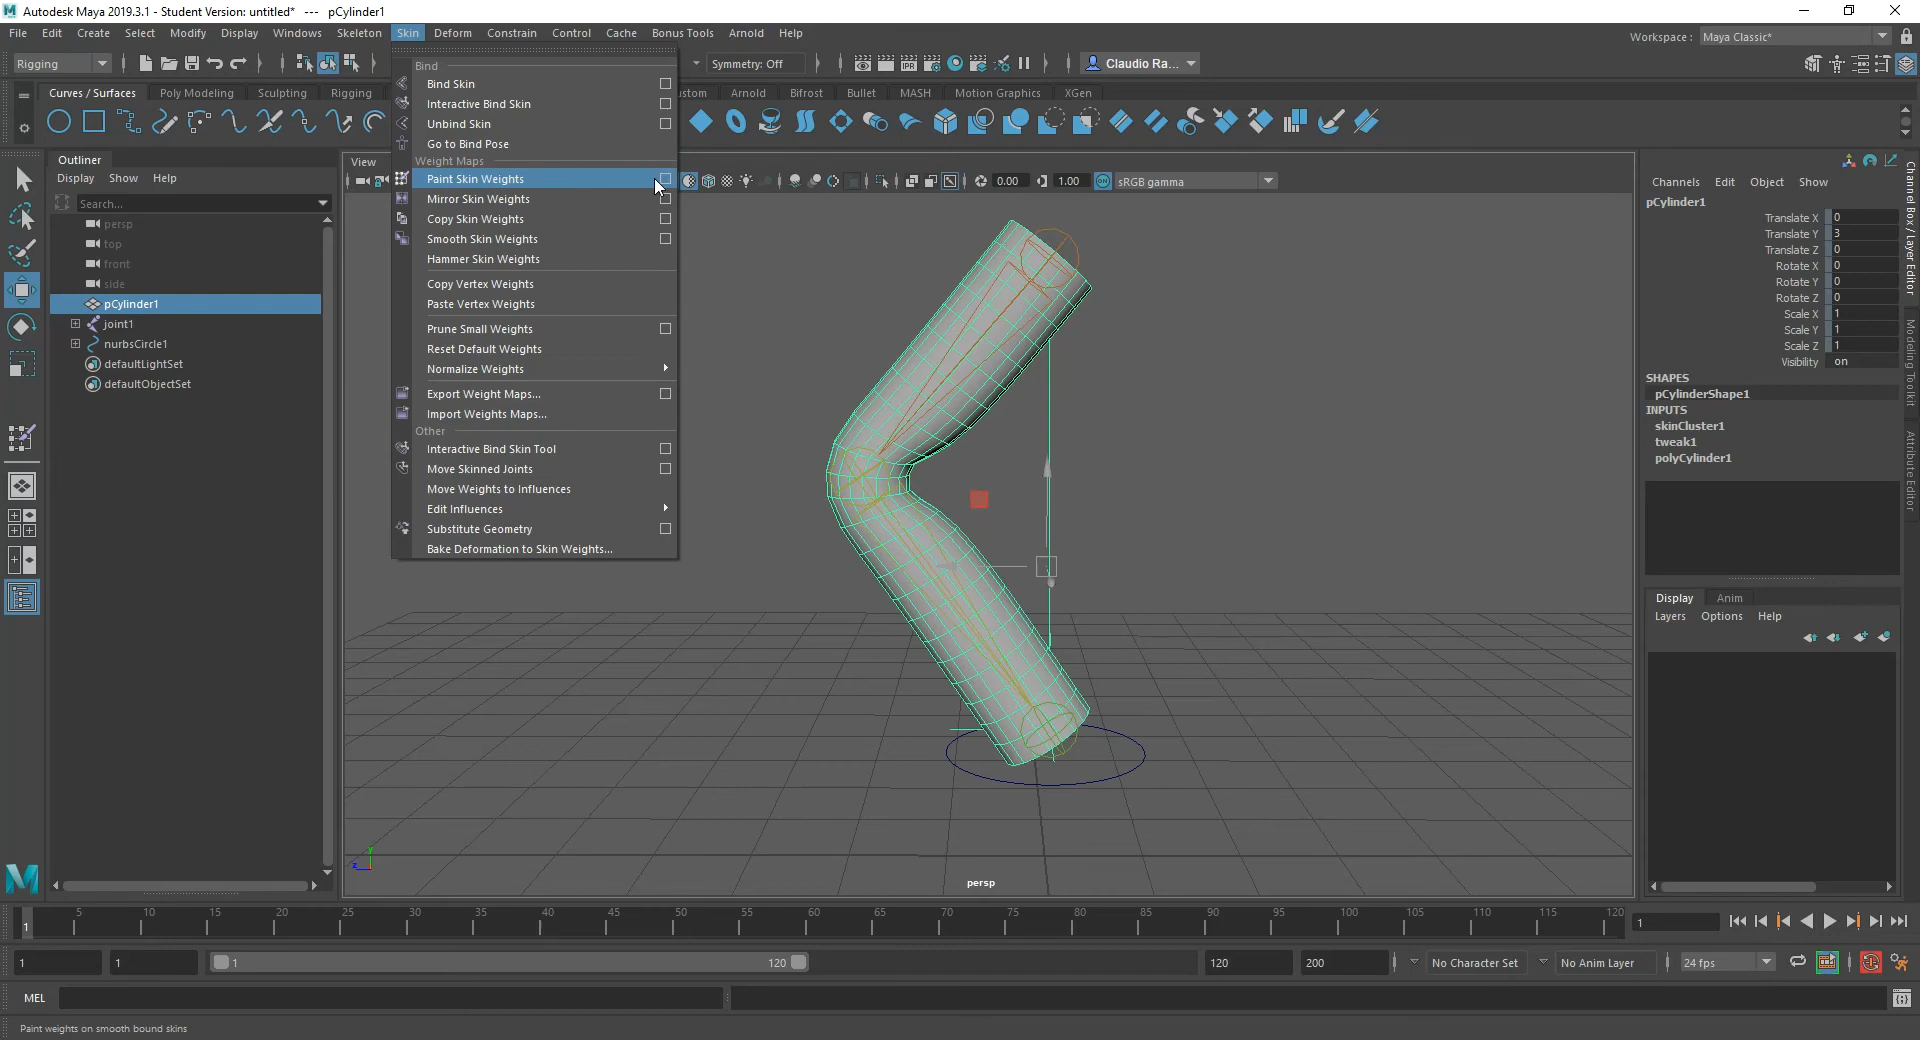 Autodesk Maya 2019.3.1 - Student Version: untitled* --- pCylinder1
File Edit Create Select Modify Display Windows Skeleton Skin Deform Constrain Control Cache Bonus Tools Arnold Help
Workspace : Maya Classic*
Rigging
Symmetry: Off
Claudio Ra...
Curves / Surfaces Poly Modeling Sculpting Rigging Arnold Bifrost Bullet MASH Motion Graphics XGen
Bind
Bind Skin
Interactive Bind Skin
Unbind Skin
Go to Bind Pose
Weight Maps
Paint Skin Weights
Mirror Skin Weights
Copy Skin Weights
Smooth Skin Weights
Hammer Skin Weights
Copy Vertex Weights
Paste Vertex Weights
Prune Small Weights
Reset Default Weights
Normalize Weights
Export Weight Maps...
Import Weights Maps...
Other
Interactive Bind Skin Tool
Move Skinned Joints
Move Weights to Influences
Edit Influences
Substitute Geometry
Bake Deformation to Skin Weights...
Outliner
Display Show Help
Search...
persp
top
front
side
pCylinder1
joint1
nurbsCircle1
defaultLightSet
defaultObjectSet
View
0.00 1.00 ON sRGB gamma
persp
y
z
Channels Edit Object Show
pCylinder1
Translate X 0
Translate Y 3
Translate Z 0
Rotate X 0
Rotate Y 0
Rotate Z 0
Scale X 1
Scale Y 1
Scale Z 1
Visibility on
SHAPES
pCylinderShape1
INPUTS
skinCluster1
tweak1
polyCylinder1
Channel Box / Layer Editor
Modeling Toolkit
Attribute Editor
Display Anim
Layers Options Help
1 5 10 15 20 25 30 35 40 45 50 55 60 65 70 75 80 85 90 95 100 105 110 115 120
1
1 1 1 120 120 200 No Character Set No Anim Layer 24 fps
MEL
Paint weights on smooth bound skins